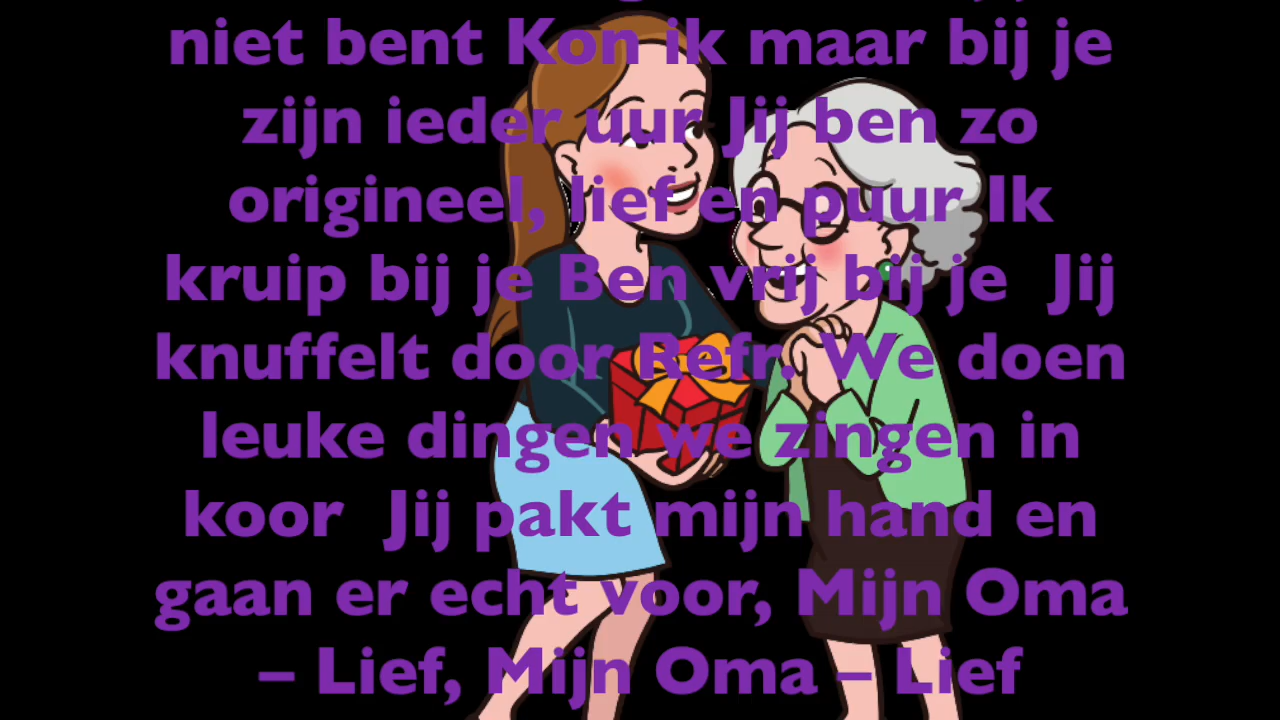 niet bent Kon ik maar bij je
zijn ieder uur Jij ben zo
origineel, lief en puur Ik
kruip bij je Ben vrij bij je Jij
knuffelt door Refr. We doen
leuke dingen we zingen in
koor Jij pakt mijn hand en
gaan er echt voor, Mijn Oma
– Lief, Mijn Oma – Lief